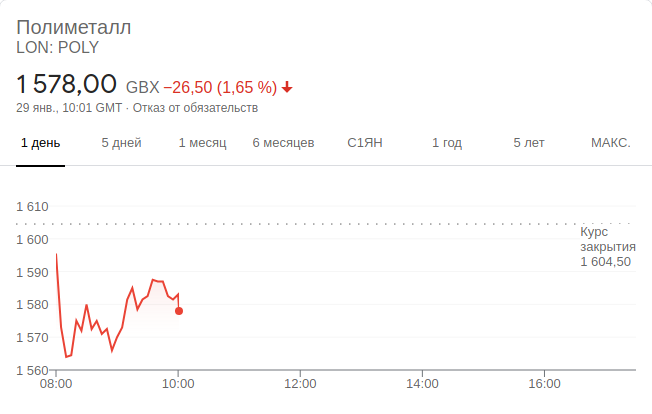 Полиметалл
LON: POLY
1 578,00 GBX −26,50 (1,65 %)
29 янв., 10:01 GMT · Отказ от обязательств
1 день 5 дней 1 месяц 6 месяцев С1ЯН 1 год 5 лет МАКС.
1 610
1 600
1 590
1 580
1 570
1 560
Курс
закрытия
1 604,50
08:00 10:00 12:00 14:00 16:00